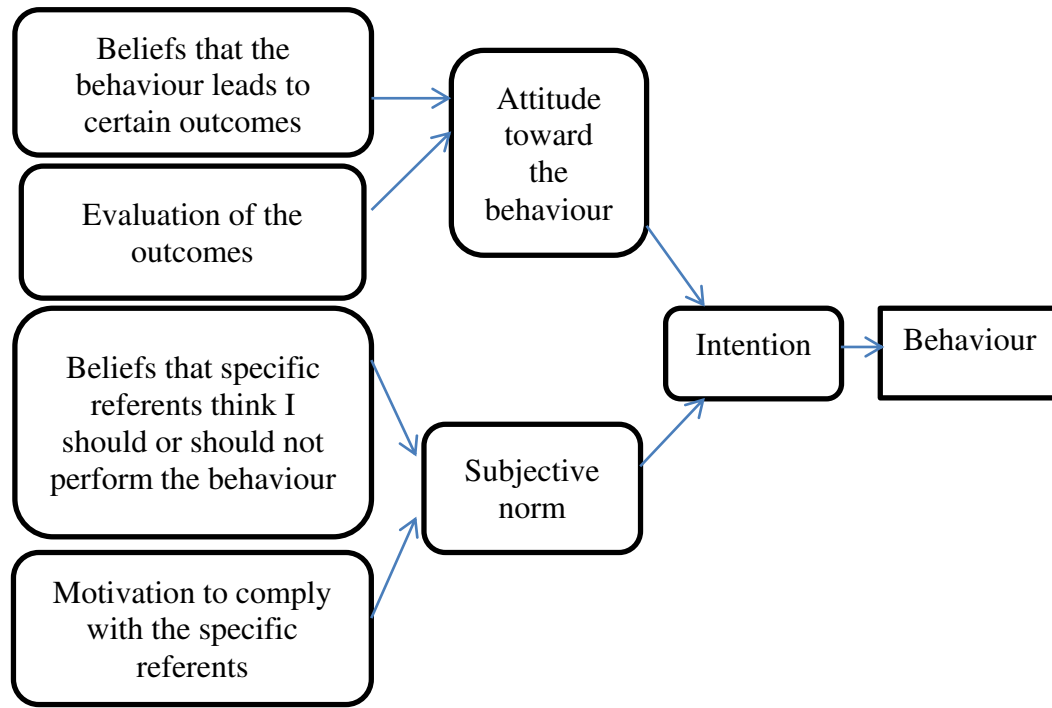 Beliefs that the
behaviour leads to
certain outcomes
Evaluation of the
outcomes
Beliefs that specific
referents think I
should or should not
perform the behaviour
Motivation to comply
with the specific
referents
Attitude
toward
the
behaviour
Subjective
norm
Intention
Behaviour